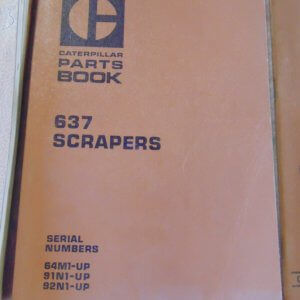 CATERPILLAR
PARTS
BOOK
637
SCRAPERS
SERIAL
NUMBERS
64M1-UP
91N1-UP
92N1-UP